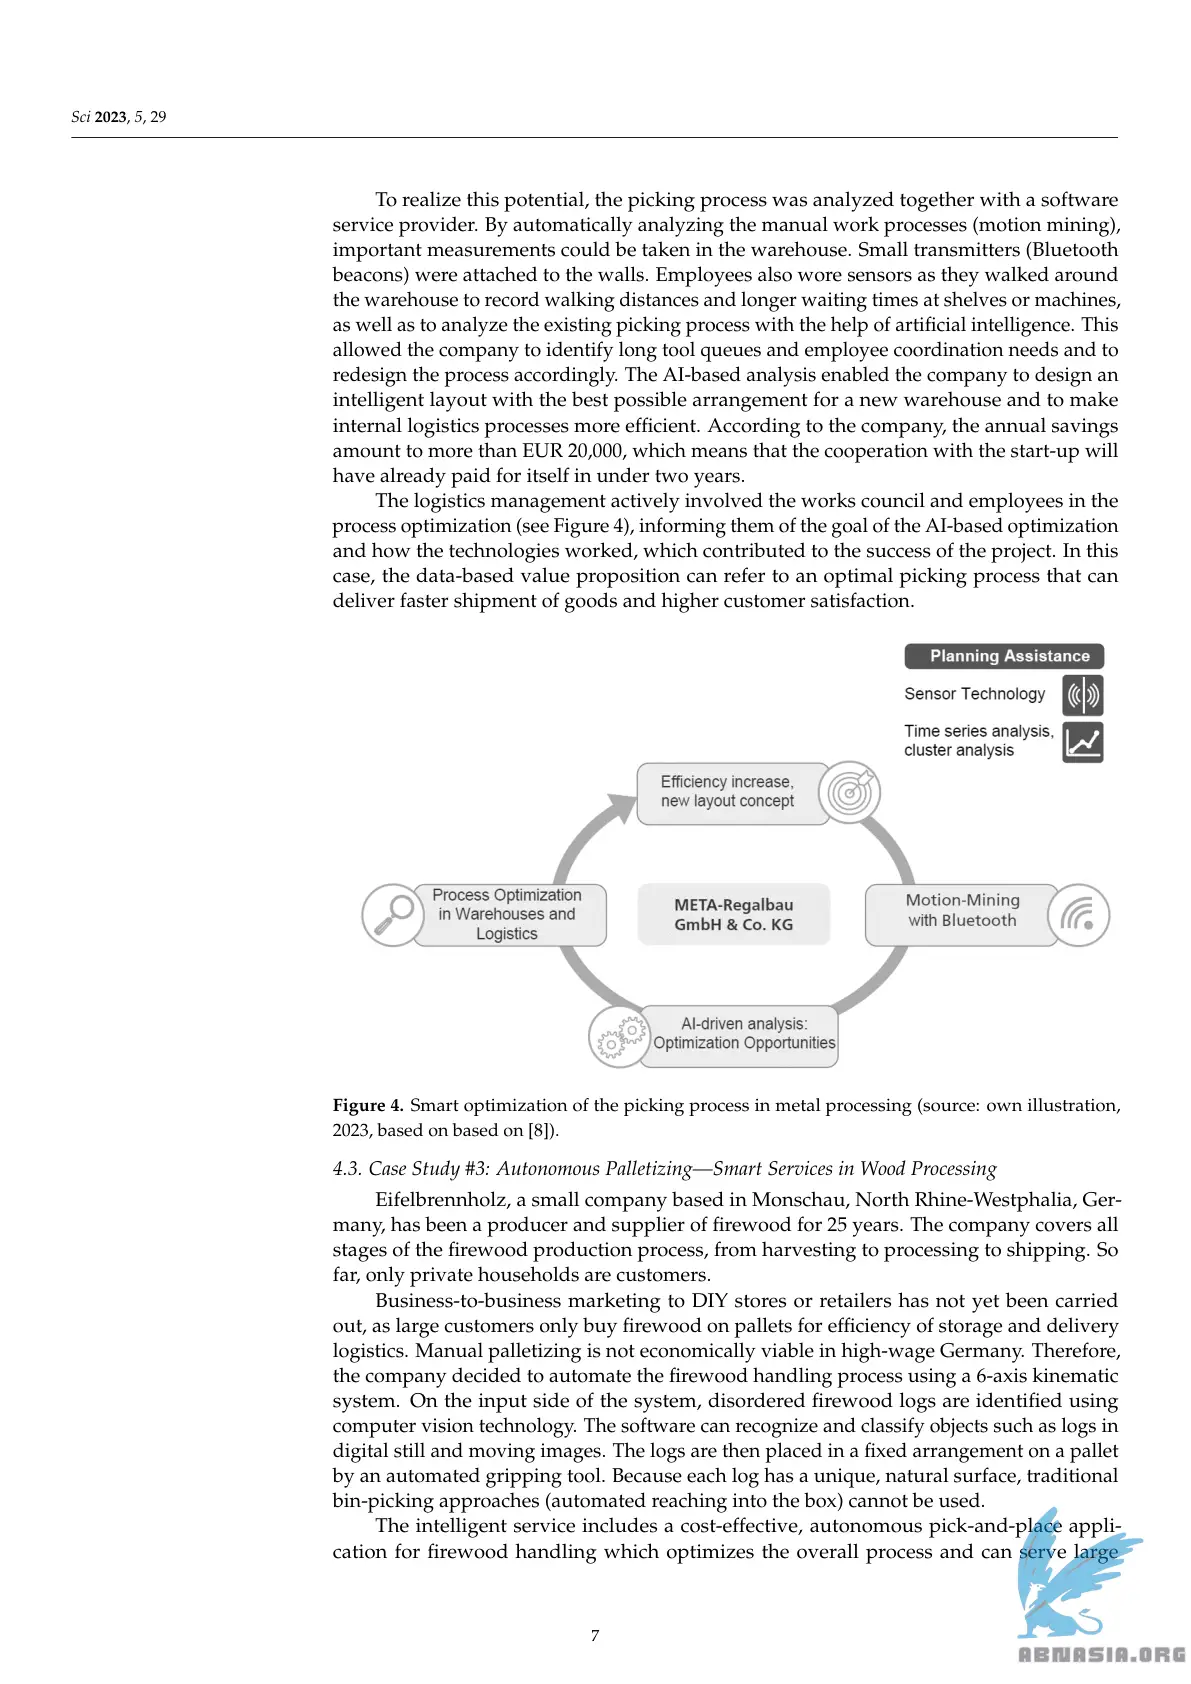 Sci 2023, 5, 29
To realize this potential, the picking process was analyzed together with a software
service provider. By automatically analyzing the manual work processes (motion mining),
important measurements could be taken in the warehouse. Small transmitters (Bluetooth
beacons) were attached to the walls. Employees also wore sensors as they walked around
the warehouse to record walking distances and longer waiting times at shelves or machines,
as well as to analyze the existing picking process with the help of artificial intelligence. This
allowed the company to identify long tool queues and employee coordination needs and to
redesign the process accordingly. The AI-based analysis enabled the company to design an
intelligent layout with the best possible arrangement for a new warehouse and to make
internal logistics processes more efficient. According to the company, the annual savings
amount to more than EUR 20,000, which means that the cooperation with the start-up will
have already paid for itself in under two years.
The logistics management actively involved the works council and employees in the
process optimization (see Figure 4), informing them of the goal of the AI-based optimization
and how the technologies worked, which contributed to the success of the project. In this
case, the data-based value proposition can refer to an optimal picking process that can
deliver faster shipment of goods and higher customer satisfaction.
Planning Assistance
Sensor Technology
Time series analysis,
cluster analysis
Efficiency increase,
new layout concept
Process Optimization
in Warehouses and
Logistics
META-Regalbau
GmbH & Co. KG
Motion-Mining
with Bluetooth
AI-driven analysis:
Optimization Opportunities
Figure 4. Smart optimization of the picking process in metal processing (source: own illustration,
2023, based on based on [8]).
4.3. Case Study #3: Autonomous Palletizing—Smart Services in Wood Processing
Eifelbrennholz, a small company based in Monschau, North Rhine-Westphalia, Ger-
many, has been a producer and supplier of firewood for 25 years. The company covers all
stages of the firewood production process, from harvesting to processing to shipping. So
far, only private households are customers.
Business-to-business marketing to DIY stores or retailers has not yet been carried
out, as large customers only buy firewood on pallets for efficiency of storage and delivery
logistics. Manual palletizing is not economically viable in high-wage Germany. Therefore,
the company decided to automate the firewood handling process using a 6-axis kinematic
system. On the input side of the system, disordered firewood logs are identified using
computer vision technology. The software can recognize and classify objects such as logs in
digital still and moving images. The logs are then placed in a fixed arrangement on a pallet
by an automated gripping tool. Because each log has a unique, natural surface, traditional
bin-picking approaches (automated reaching into the box) cannot be used.
The intelligent service includes a cost-effective, autonomous pick-and-place appli-
cation for firewood handling which optimizes the overall process and can serve large
7
ABNASIA.ORG